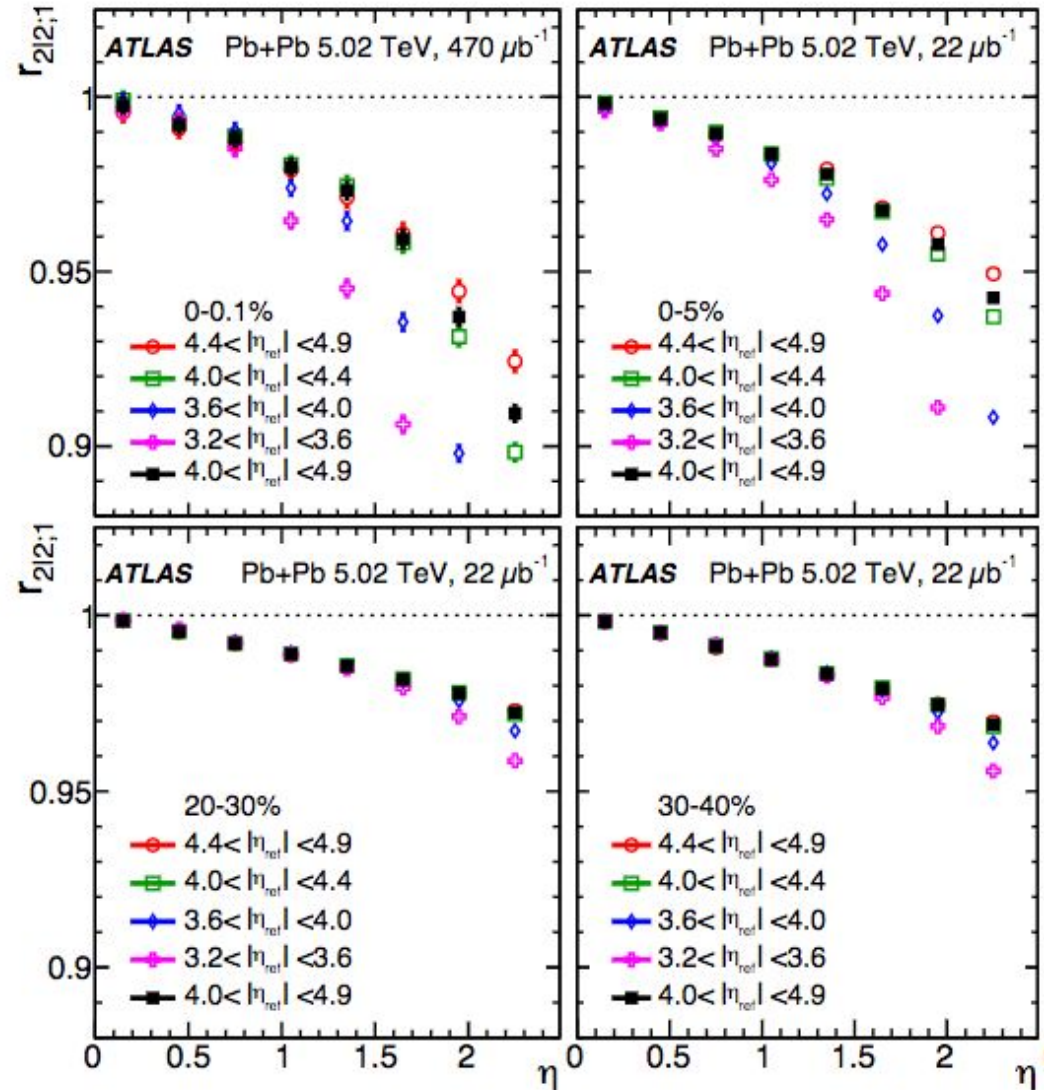 r2|2;1
ATLAS Pb+Pb 5.02 TeV, 470 μb⁻¹
1
0.95
0.9
0-0.1%
4.4< |ηref| <4.9
4.0< |ηref| <4.4
3.6< |ηref| <4.0
3.2< |ηref| <3.6
4.0< |ηref| <4.9
ATLAS Pb+Pb 5.02 TeV, 22 μb⁻¹
0-5%
4.4< |ηref| <4.9
4.0< |ηref| <4.4
3.6< |ηref| <4.0
3.2< |ηref| <3.6
4.0< |ηref| <4.9
r2|2;1
ATLAS Pb+Pb 5.02 TeV, 22 μb⁻¹
1
0.95
0.9
20-30%
4.4< |ηref| <4.9
4.0< |ηref| <4.4
3.6< |ηref| <4.0
3.2< |ηref| <3.6
4.0< |ηref| <4.9
0 0.5 1 1.5 2 η
ATLAS Pb+Pb 5.02 TeV, 22 μb⁻¹
30-40%
4.4< |ηref| <4.9
4.0< |ηref| <4.4
3.6< |ηref| <4.0
3.2< |ηref| <3.6
4.0< |ηref| <4.9
0 0.5 1 1.5 2 η